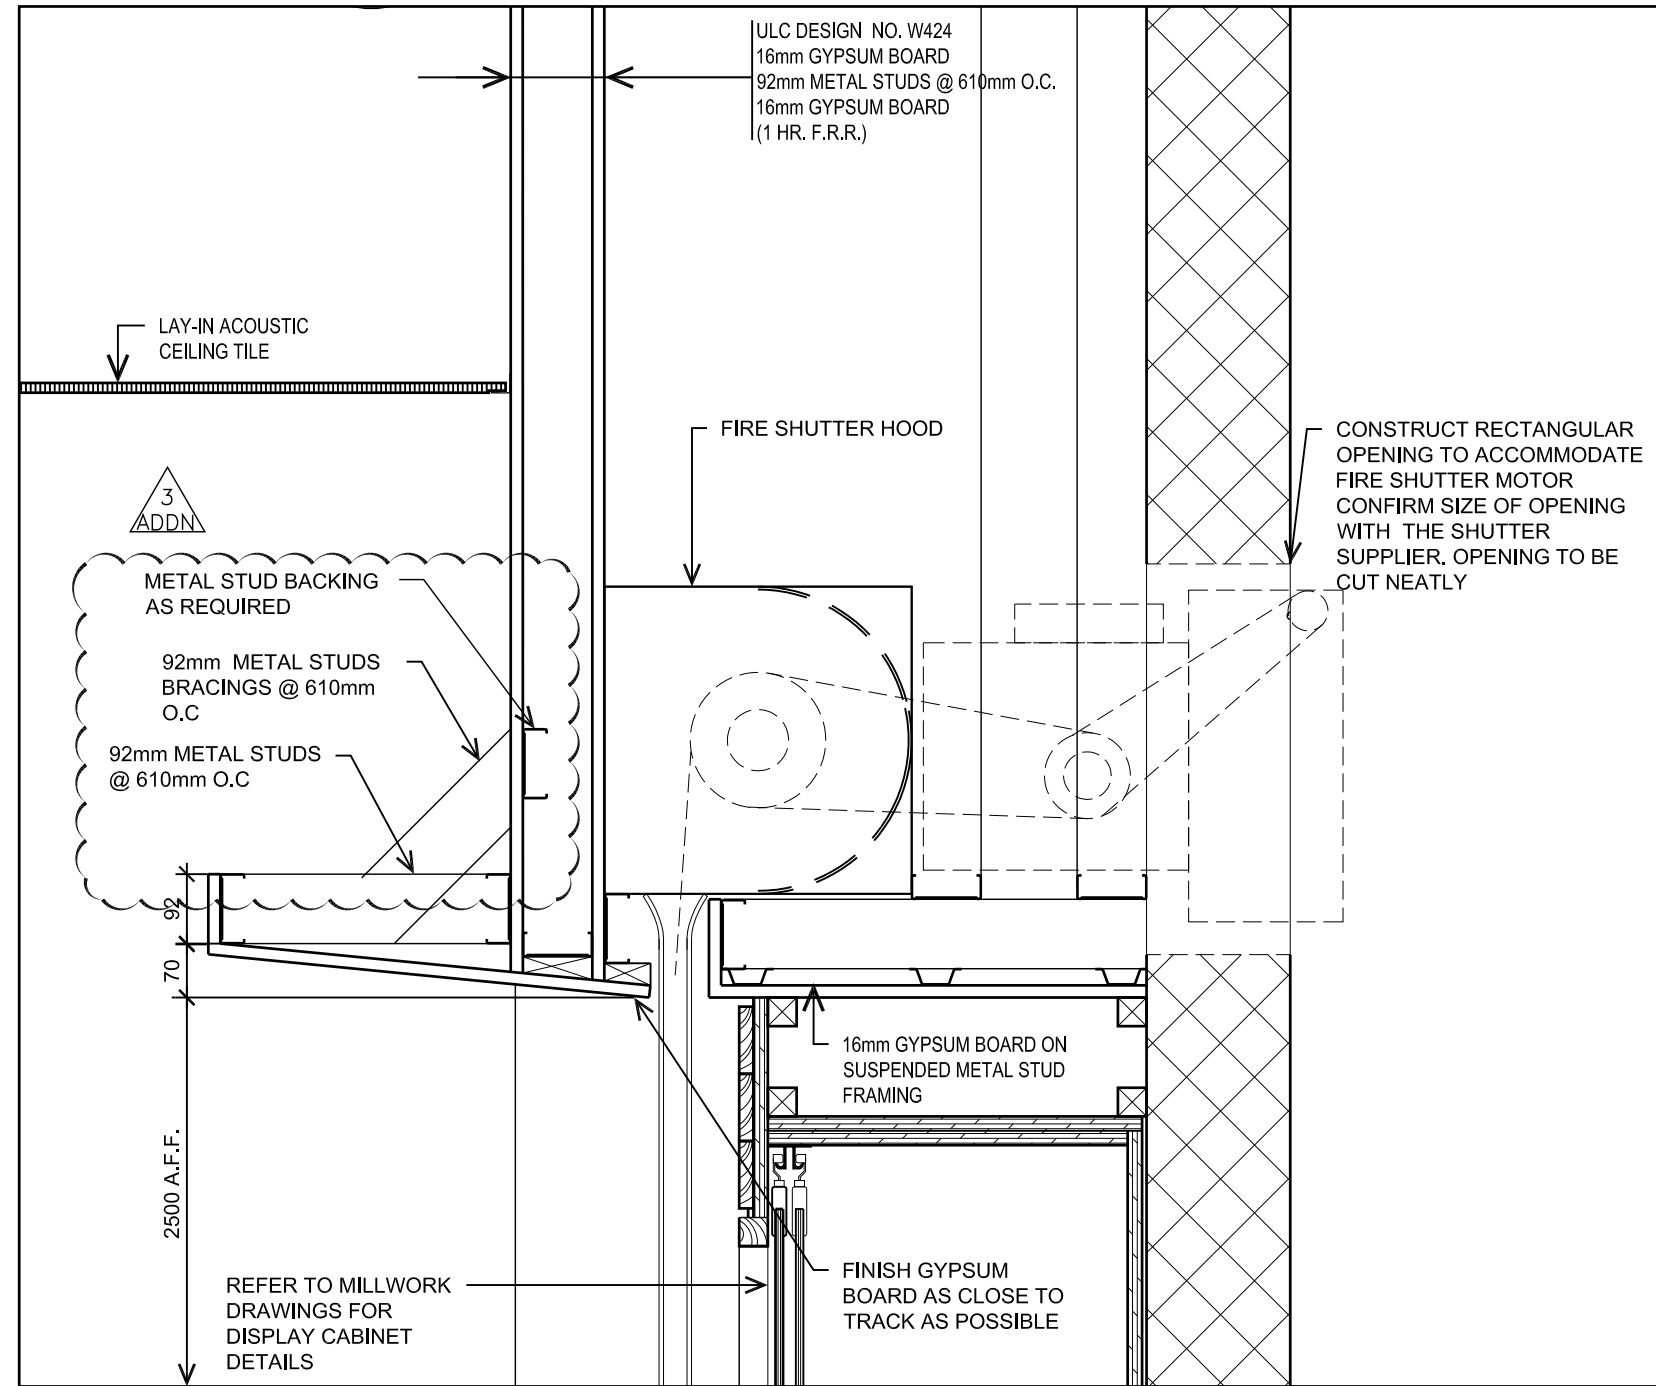 ULC DESIGN  NO. W424
16mm GYPSUM BOARD
92mm METAL STUDS @ 610mm O.C.
16mm GYPSUM BOARD
(1 HR. F.R.R.)
LAY-IN ACOUSTIC
CEILING TILE
FIRE SHUTTER HOOD
CONSTRUCT RECTANGULAR
OPENING TO ACCOMMODATE
FIRE SHUTTER MOTOR
CONFIRM SIZE OF OPENING
WITH  THE SHUTTER
SUPPLIER. OPENING TO BE
CUT NEATLY
3
ADDN
METAL STUD BACKING
AS REQUIRED
92mm  METAL STUDS
BRACINGS @ 610mm
O.C
92mm METAL STUDS
@ 610mm O.C
92
70
2500 A.F.F.
16mm GYPSUM BOARD ON
SUSPENDED METAL STUD
FRAMING
REFER TO MILLWORK
DRAWINGS FOR
DISPLAY CABINET
DETAILS
FINISH GYPSUM
BOARD AS CLOSE TO
TRACK AS POSSIBLE